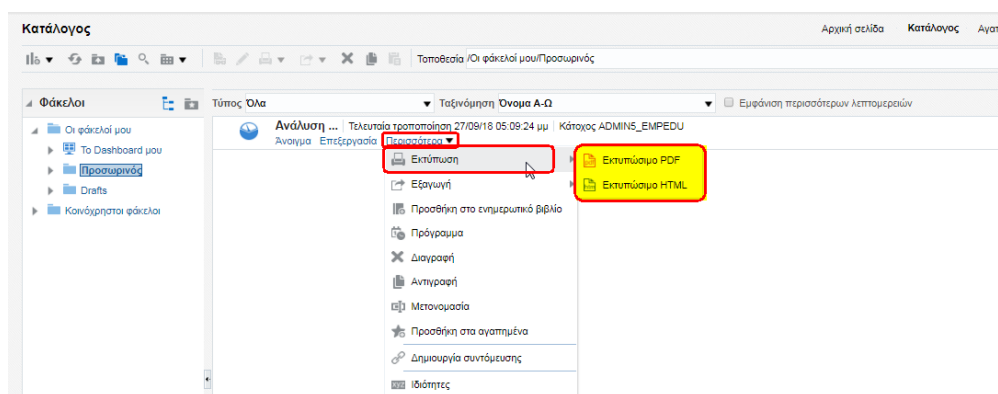 Κατάλογος Αρχική σελίδα Κατάλογος Αγαπ
Τοποθεσία /Οι φάκελοί μου/Προσωρινός
Φάκελοι Τύπος Όλα Ταξινόμηση Όνομα Α-Ω Εμφάνιση περισσότερων λεπτομερειών
Οι φάκελοί μου
Το Dashboard μου
Προσωρινός
Drafts
Κοινόχρηστοι φάκελοι
Ανάλυση ... Τελευταία τροποποίηση 27/09/18 05:09:24 μμ Κάτοχος ADMIN5_EMPEDU
Άνοιγμα Επεξεργασία Περισσότερα
Εκτύπωση
Εξαγωγή
Προσθήκη στο ενημερωτικό βιβλίο
Πρόγραμμα
Διαγραφή
Αντιγραφή
Μετονομασία
Προσθήκη στα αγαπημένα
Δημιουργία συντόμευσης
Ιδιότητες
Εκτυπώσιμο PDF
Εκτυπώσιμο HTML